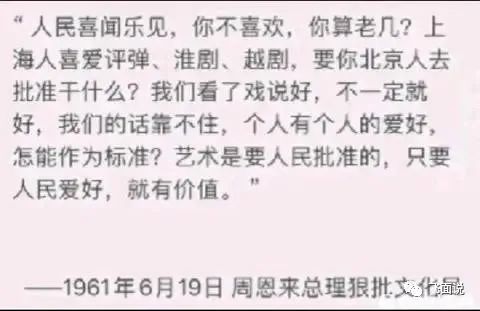 “ 人民喜闻乐见，你不喜欢，你算老几？上
海人喜爱评弹、淮剧、越剧，要你北京人去
批准干什么？我们看了戏说好，不一定就
好，我们的话靠不住，个人有个人的爱好，
怎能作为标准？艺术是要人民批准的，只要
人民爱好，就有价值。”
——1961年6月19日 周恩来总理狠批文化
面说